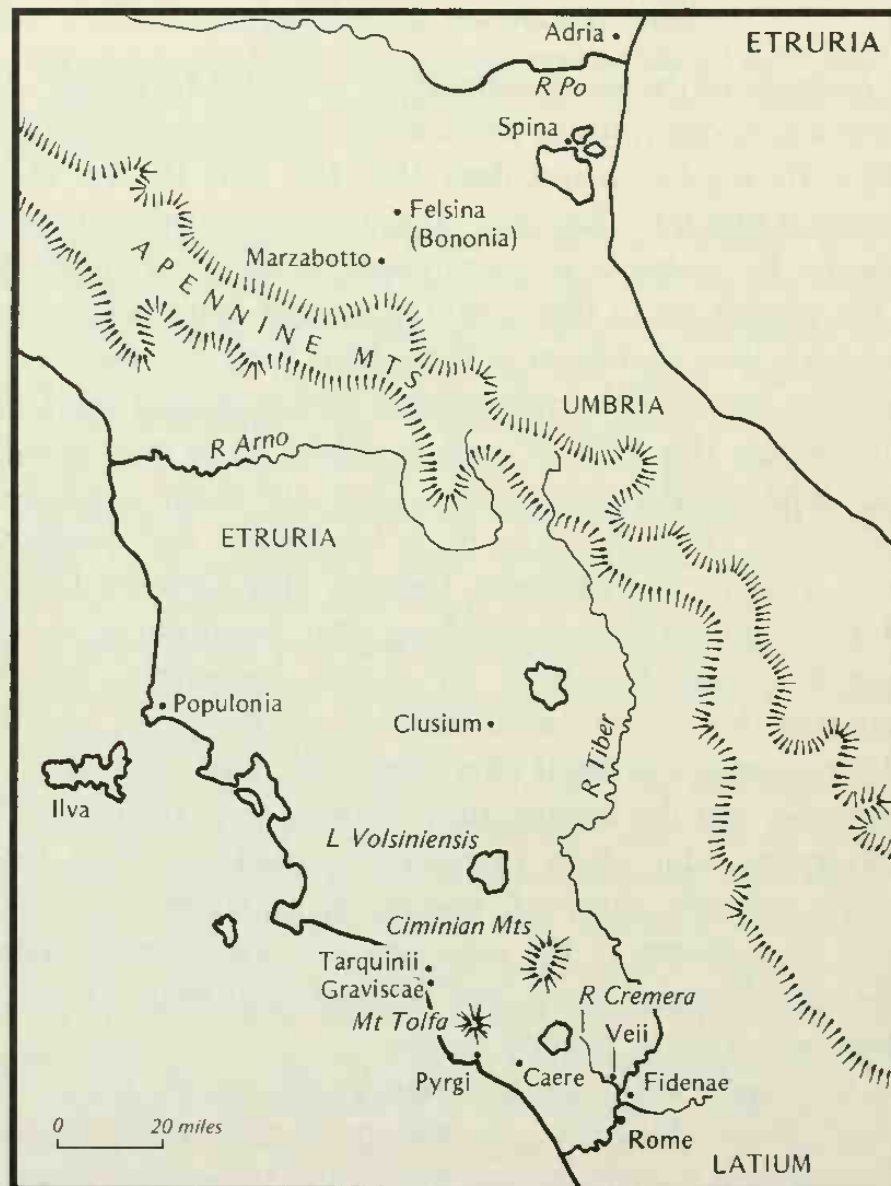 ETRURIA
Adria
R Po
Spina
Felsina
(Bononia)
Marzabotto
APENNINE MTS
UMBRIA
R Arno
ETRURIA
Populonia
Clusium
R Tiber
Ilva
L Volsiniensis
Ciminian Mts
Tarquinii
Graviscae
R Cremera
Mt Tolfa
Veii
Pyrgi
Caere
Fidenae
0 20 miles
Rome
LATIUM